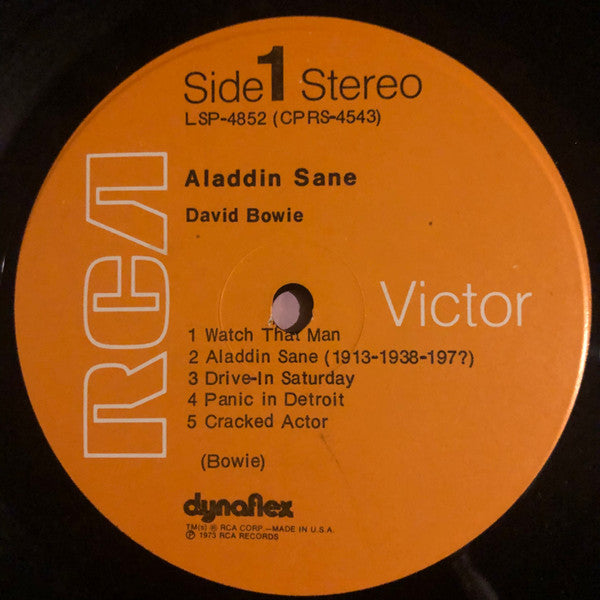 Side 1 Stereo
LSP-4852 (CPRS-4543)
Aladdin Sane
David Bowie
RCA
Victor
1 Watch That Man
2 Aladdin Sane (1913-1938-197?)
3 Drive-In Saturday
4 Panic in Detroit
5 Cracked Actor
(Bowie)
dynaflex
TM(s) ® RCA CORP.—MADE IN U.S.A.
℗ 1973 RCA RECORDS